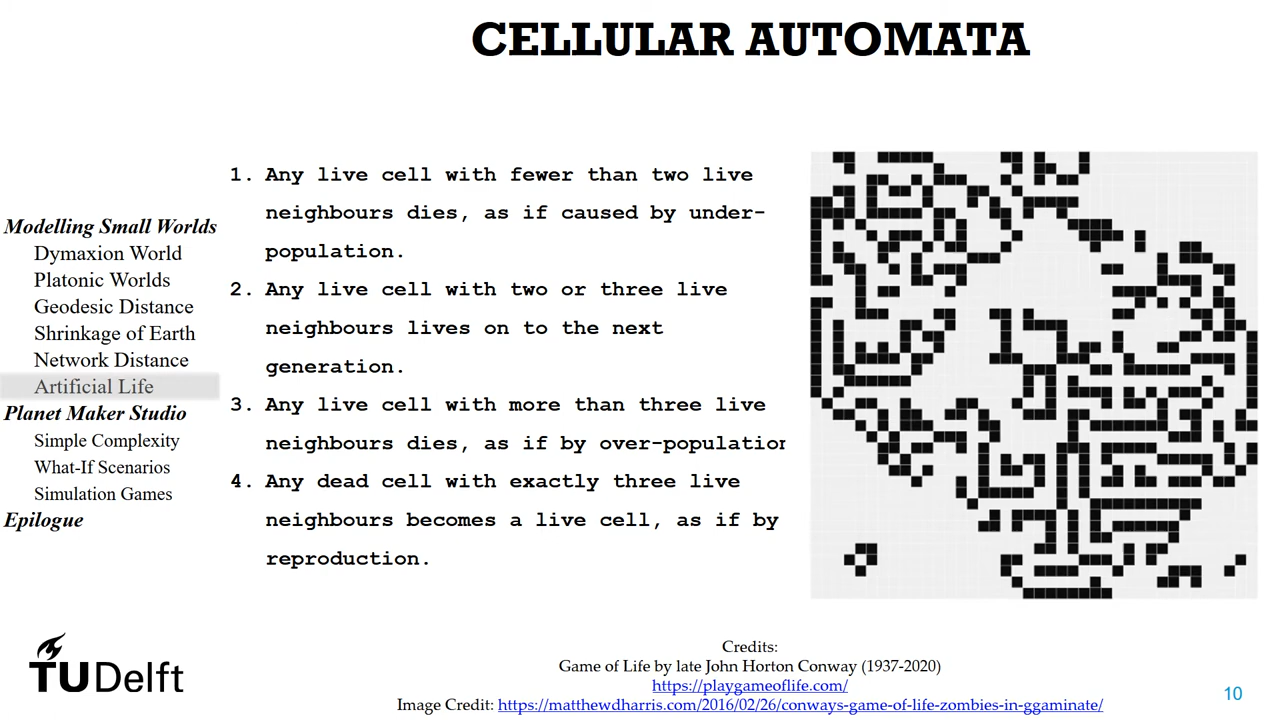 CELLULAR AUTOMATA
Modelling Small Worlds
Dymaxion World
Platonic Worlds
Geodesic Distance
Shrinkage of Earth
Network Distance
Artificial Life
Planet Maker Studio
Simple Complexity
What-If Scenarios
Simulation Games
Epilogue
1. Any live cell with fewer than two live
neighbours dies, as if caused by under-
population.
2. Any live cell with two or three live
neighbours lives on to the next
generation.
3. Any live cell with more than three live
neighbours dies, as if by over-population
4. Any dead cell with exactly three live
neighbours becomes a live cell, as if by
reproduction.
TU Delft
Credits:
Game of Life by late John Horton Conway (1937-2020)
https://playgameoflife.com/
Image Credit: https://matthewdharris.com/2016/02/26/conways-game-of-life-zombies-in-ggaminate/
10